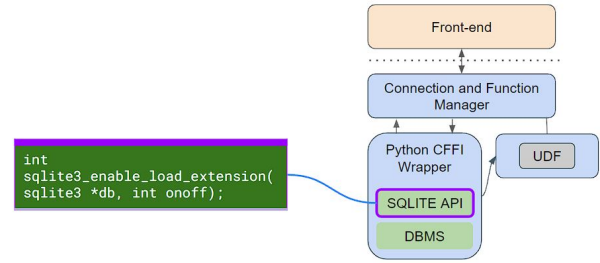 Front-end
Connection and Function
Manager
int
sqlite3_enable_load_extension(
sqlite3 *db, int onoff);
Python CFFI
Wrapper
UDF
SQLITE API
DBMS